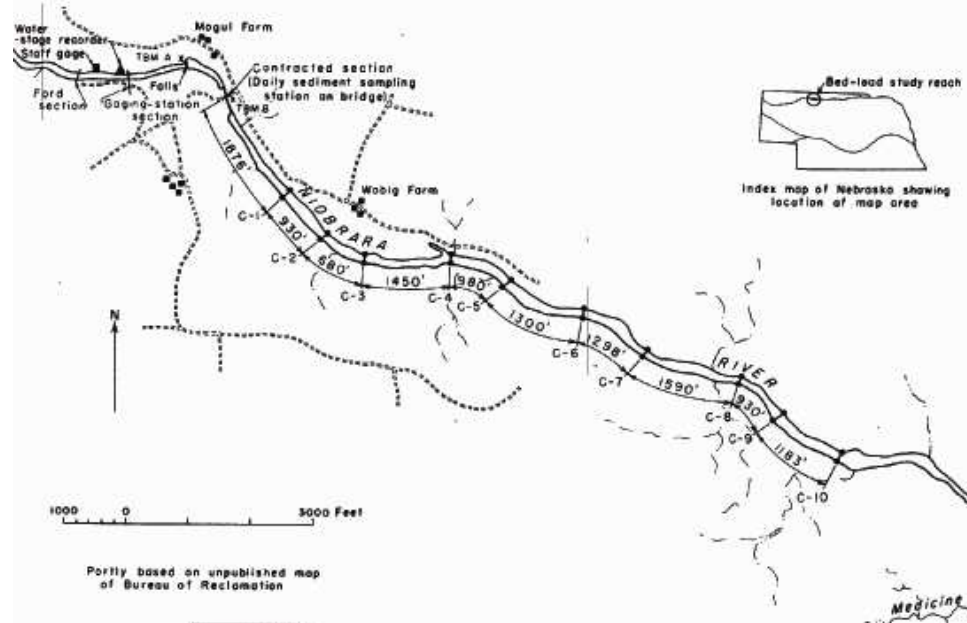 Water
-stage recorder
Staff gage
TBM A
Mogul Farm
Ford
section
Gaging-station
section
Falls
Contracted section
(Daily sediment sampling
station on bridge)
TBM B
Bed-load study reach
Index map of Nebraska showing
location of map area
Wobig Farm
NIOBRARA
RIVER
1876'
C-1
930'
C-2
680'
C-3
1450'
C-4
980'
C-5
1300'
C-6
1298'
C-7
1590'
C-8
930'
C-9
1183'
C-10
N
1000 0 3000 Feet
Partly based on unpublished map
of Bureau of Reclamation
Medicine